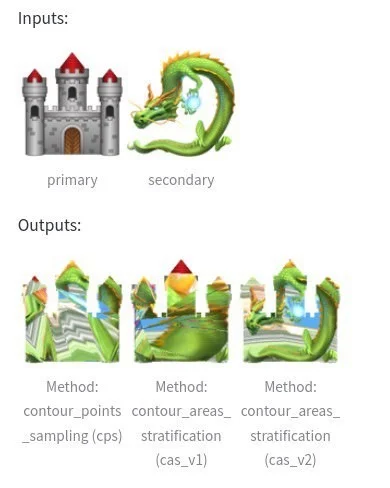 Inputs:
primary
secondary
Outputs:
Method:
contour_points
_sampling (cps)
Method:
contour_areas_
stratification
(cas_v1)
Method:
contour_areas_
stratification
(cas_v2)